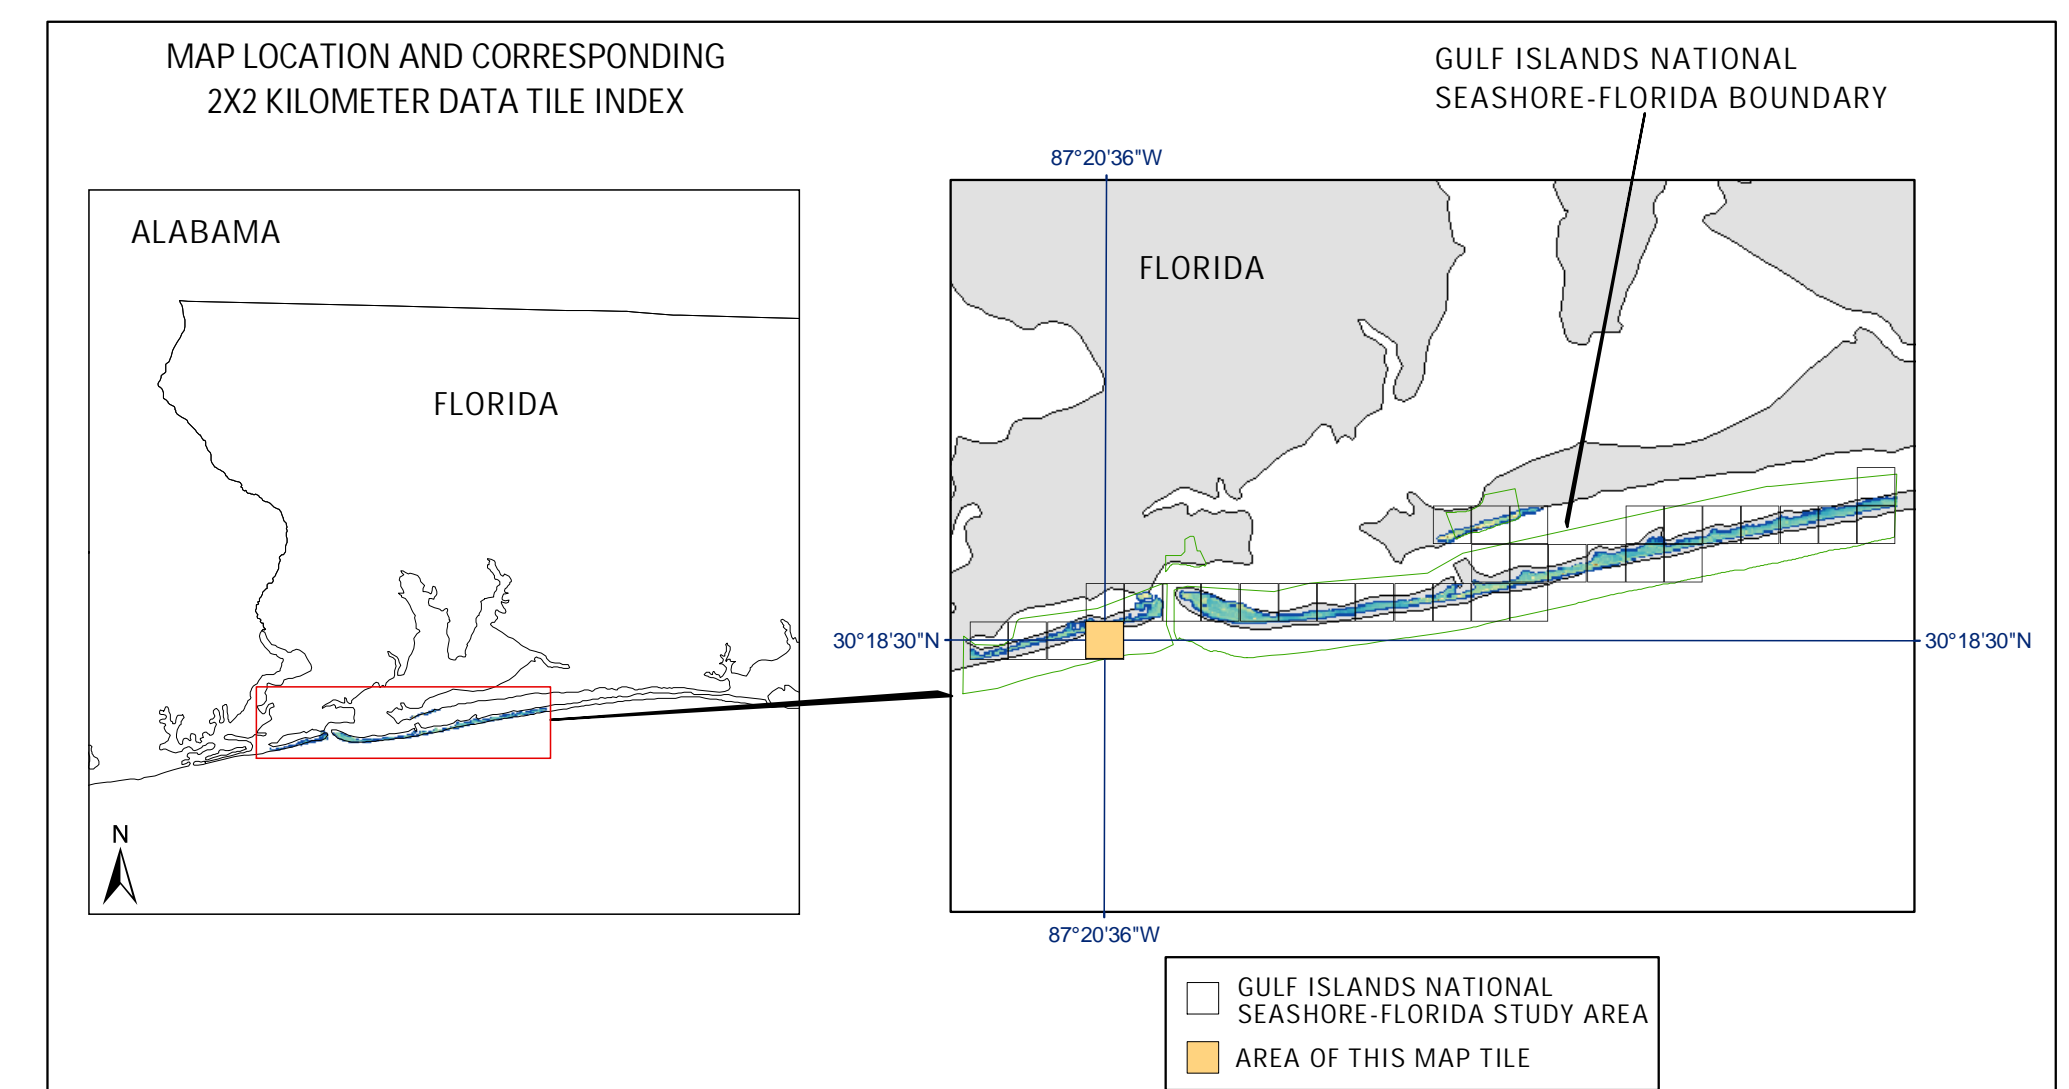 MAP LOCATION AND CORRESPONDING
2X2 KILOMETER DATA TILE INDEX
GULF ISLANDS NATIONAL
SEASHORE-FLORIDA BOUNDARY
87°20'36"W
ALABAMA
FLORIDA
FLORIDA
30°18'30"N
30°18'30"N
N
87°20'36"W
GULF ISLANDS NATIONAL
SEASHORE-FLORIDA STUDY AREA
AREA OF THIS MAP TILE